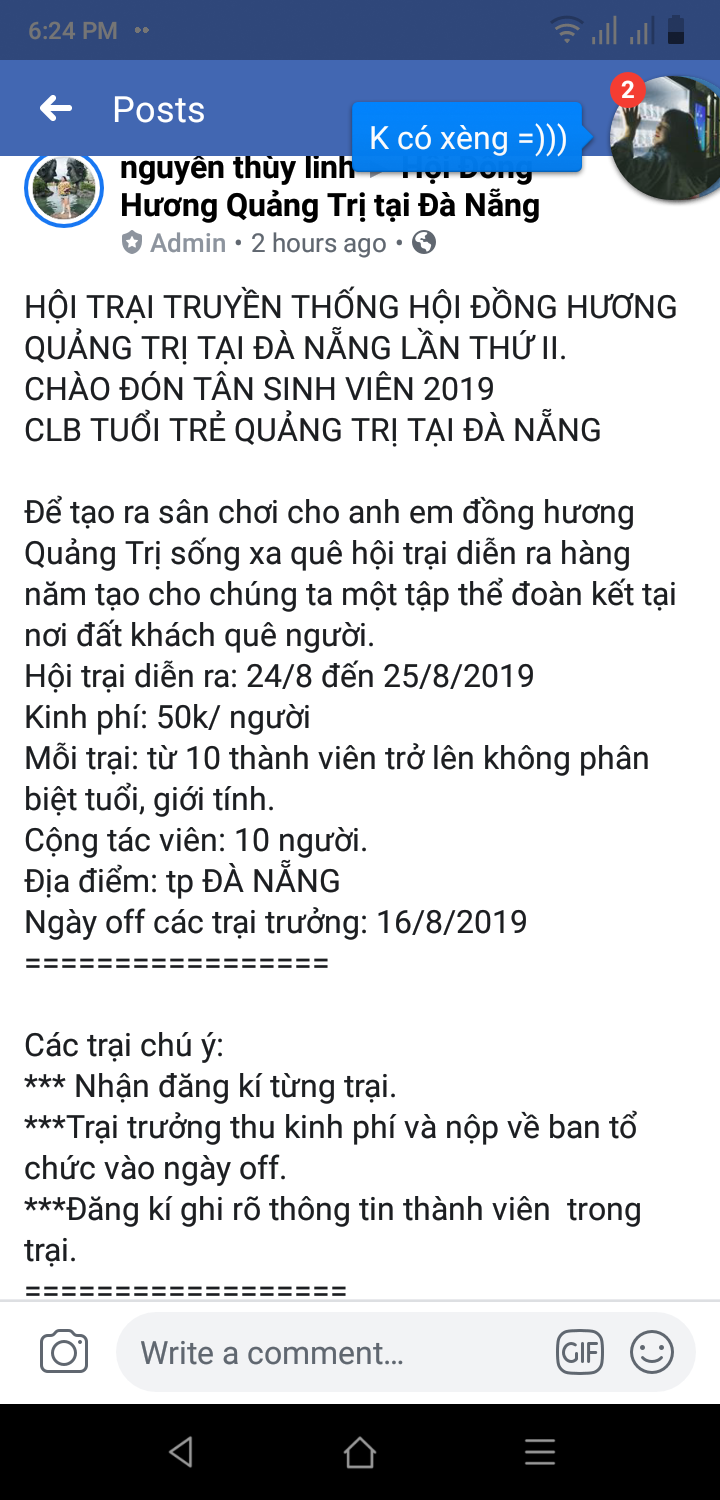 6:24 PM
Posts
2
K có xèng =)))
nguyễn thùy linh ▸ Hội Đồng
Hương Quảng Trị tại Đà Nẵng
Admin • 2 hours ago •
HỘI TRẠI TRUYỀN THỐNG HỘI ĐỒNG HƯƠNG
QUẢNG TRỊ TẠI ĐÀ NẴNG LẦN THỨ II.
CHÀO ĐÓN TÂN SINH VIÊN 2019
CLB TUỔI TRẺ QUẢNG TRỊ TẠI ĐÀ NẴNG
Để tạo ra sân chơi cho anh em đồng hương
Quảng Trị sống xa quê hội trại diễn ra hàng
năm tạo cho chúng ta một tập thể đoàn kết tại
nơi đất khách quê người.
Hội trại diễn ra: 24/8 đến 25/8/2019
Kinh phí: 50k/ người
Mỗi trại: từ 10 thành viên trở lên không phân
biệt tuổi, giới tính.
Cộng tác viên: 10 người.
Địa điểm: tp ĐÀ NẴNG
Ngày off các trại trưởng: 16/8/2019
=================
Các trại chú ý:
*** Nhận đăng kí từng trại.
***Trại trưởng thu kinh phí và nộp về ban tổ
chức vào ngày off.
***Đăng kí ghi rõ thông tin thành viên  trong
trại.
==================
Write a comment...
GIF